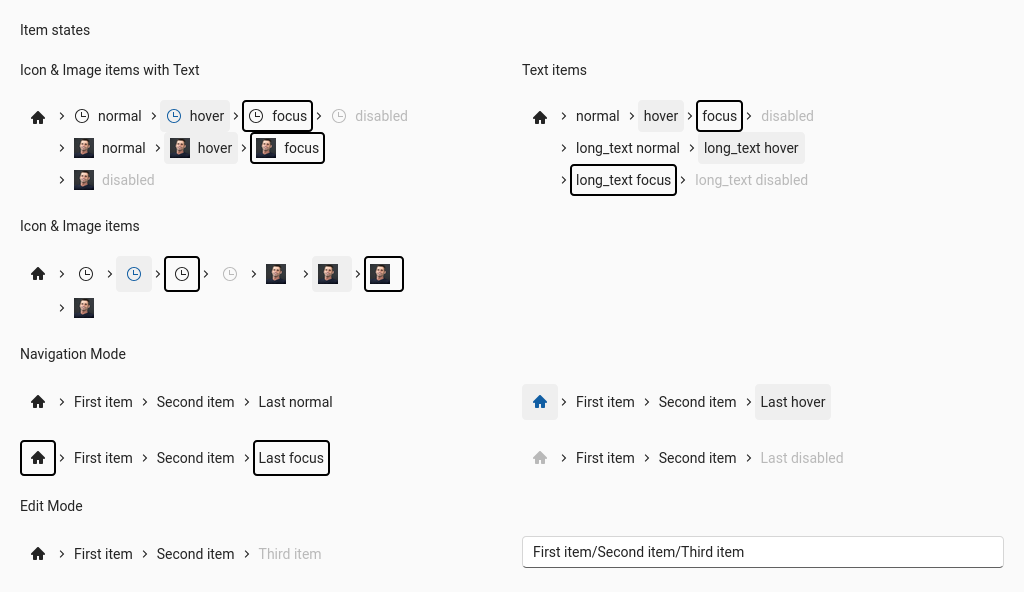 Item states
Icon & Image items with Text
normal hover focus disabled
normal hover focus
disabled
Text items
normal hover focus disabled
long_text normal long_text hover
long_text focus long_text disabled
Icon & Image items
Navigation Mode
First item Second item Last normal
First item Second item Last hover
First item Second item Last focus
First item Second item Last disabled
Edit Mode
First item Second item Third item
First item/Second item/Third item